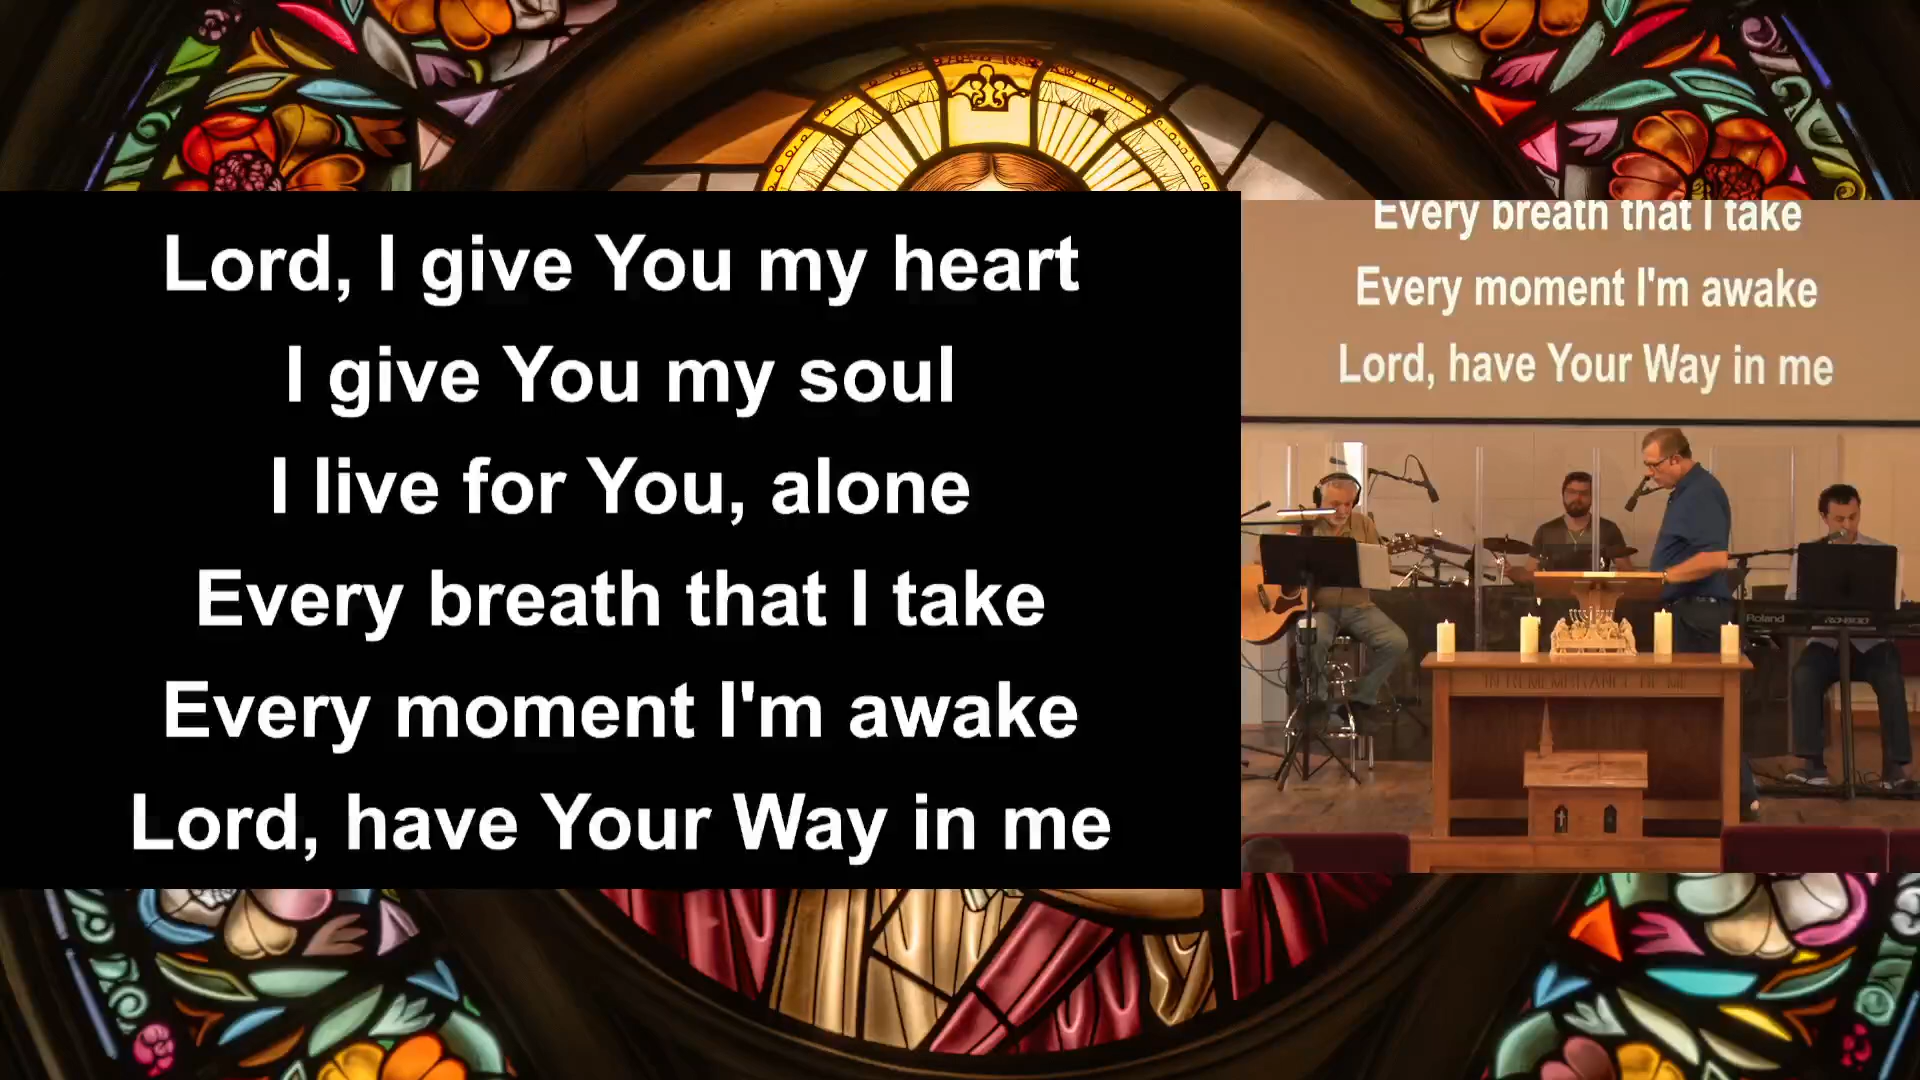 Lord, I give You my heart
I give You my soul
I live for You, alone
Every breath that I take
Every moment I'm awake
Lord, have Your Way in me
Every breath that I take
Every moment I'm awake
Lord, have Your Way in me
Roland
RD-800
IN REMEMBRANCE OF ME